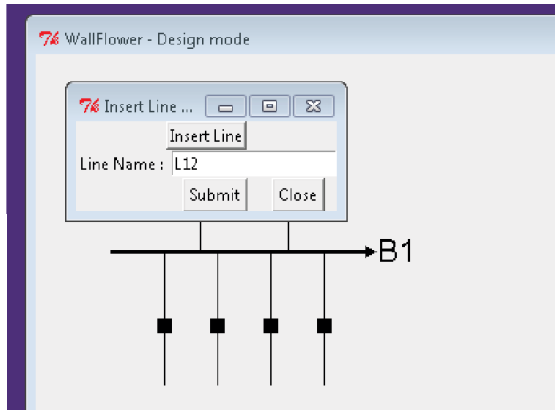 WallFlower - Design mode
Insert Line ...
Insert Line
Line Name : L12
Submit Close
B1